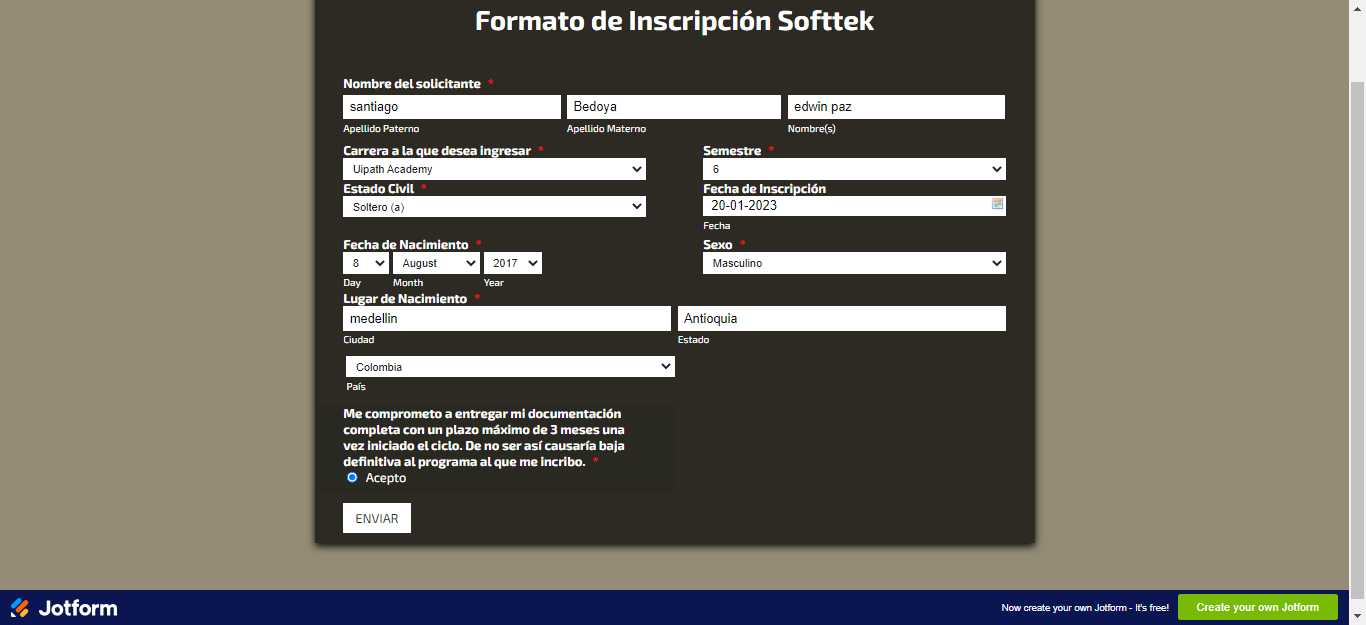 Formato de Inscripción Softtek
Nombre del solicitante *
santiago Bedoya edwin paz
Apellido Paterno Apellido Materno Nombre(s)
Carrera a la que desea ingresar * Semestre *
Uipath Academy 6
Estado Civil * Fecha de Inscripción
Soltero (a) 20-01-2023
Fecha
Fecha de Nacimiento * Sexo *
8 August 2017 Masculino
Day Month Year
Lugar de Nacimiento *
medellin Antioquia
Ciudad Estado
Colombia
País
Me comprometo a entregar mi documentación
completa con un plazo máximo de 3 meses una
vez iniciado el ciclo. De no ser así causaría baja
definitiva al programa al que me incribo. *
Acepto
ENVIAR
Jotform Now create your own Jotform - It's free! Create your own Jotform